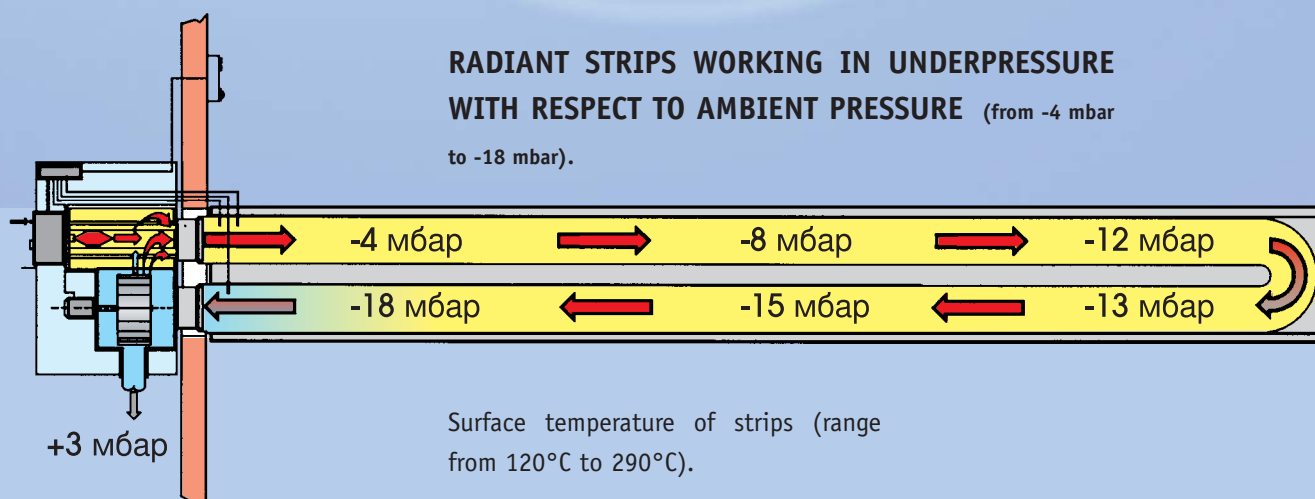 RADIANT STRIPS WORKING IN UNDERPRESSURE
WITH RESPECT TO AMBIENT PRESSURE (from -4 mbar
to -18 mbar).
-4 мбар
-8 мбар
-12 мбар
-18 мбар
-15 мбар
-13 мбар
+3 мбар
Surface temperature of strips (range
from 120°C to 290°C).